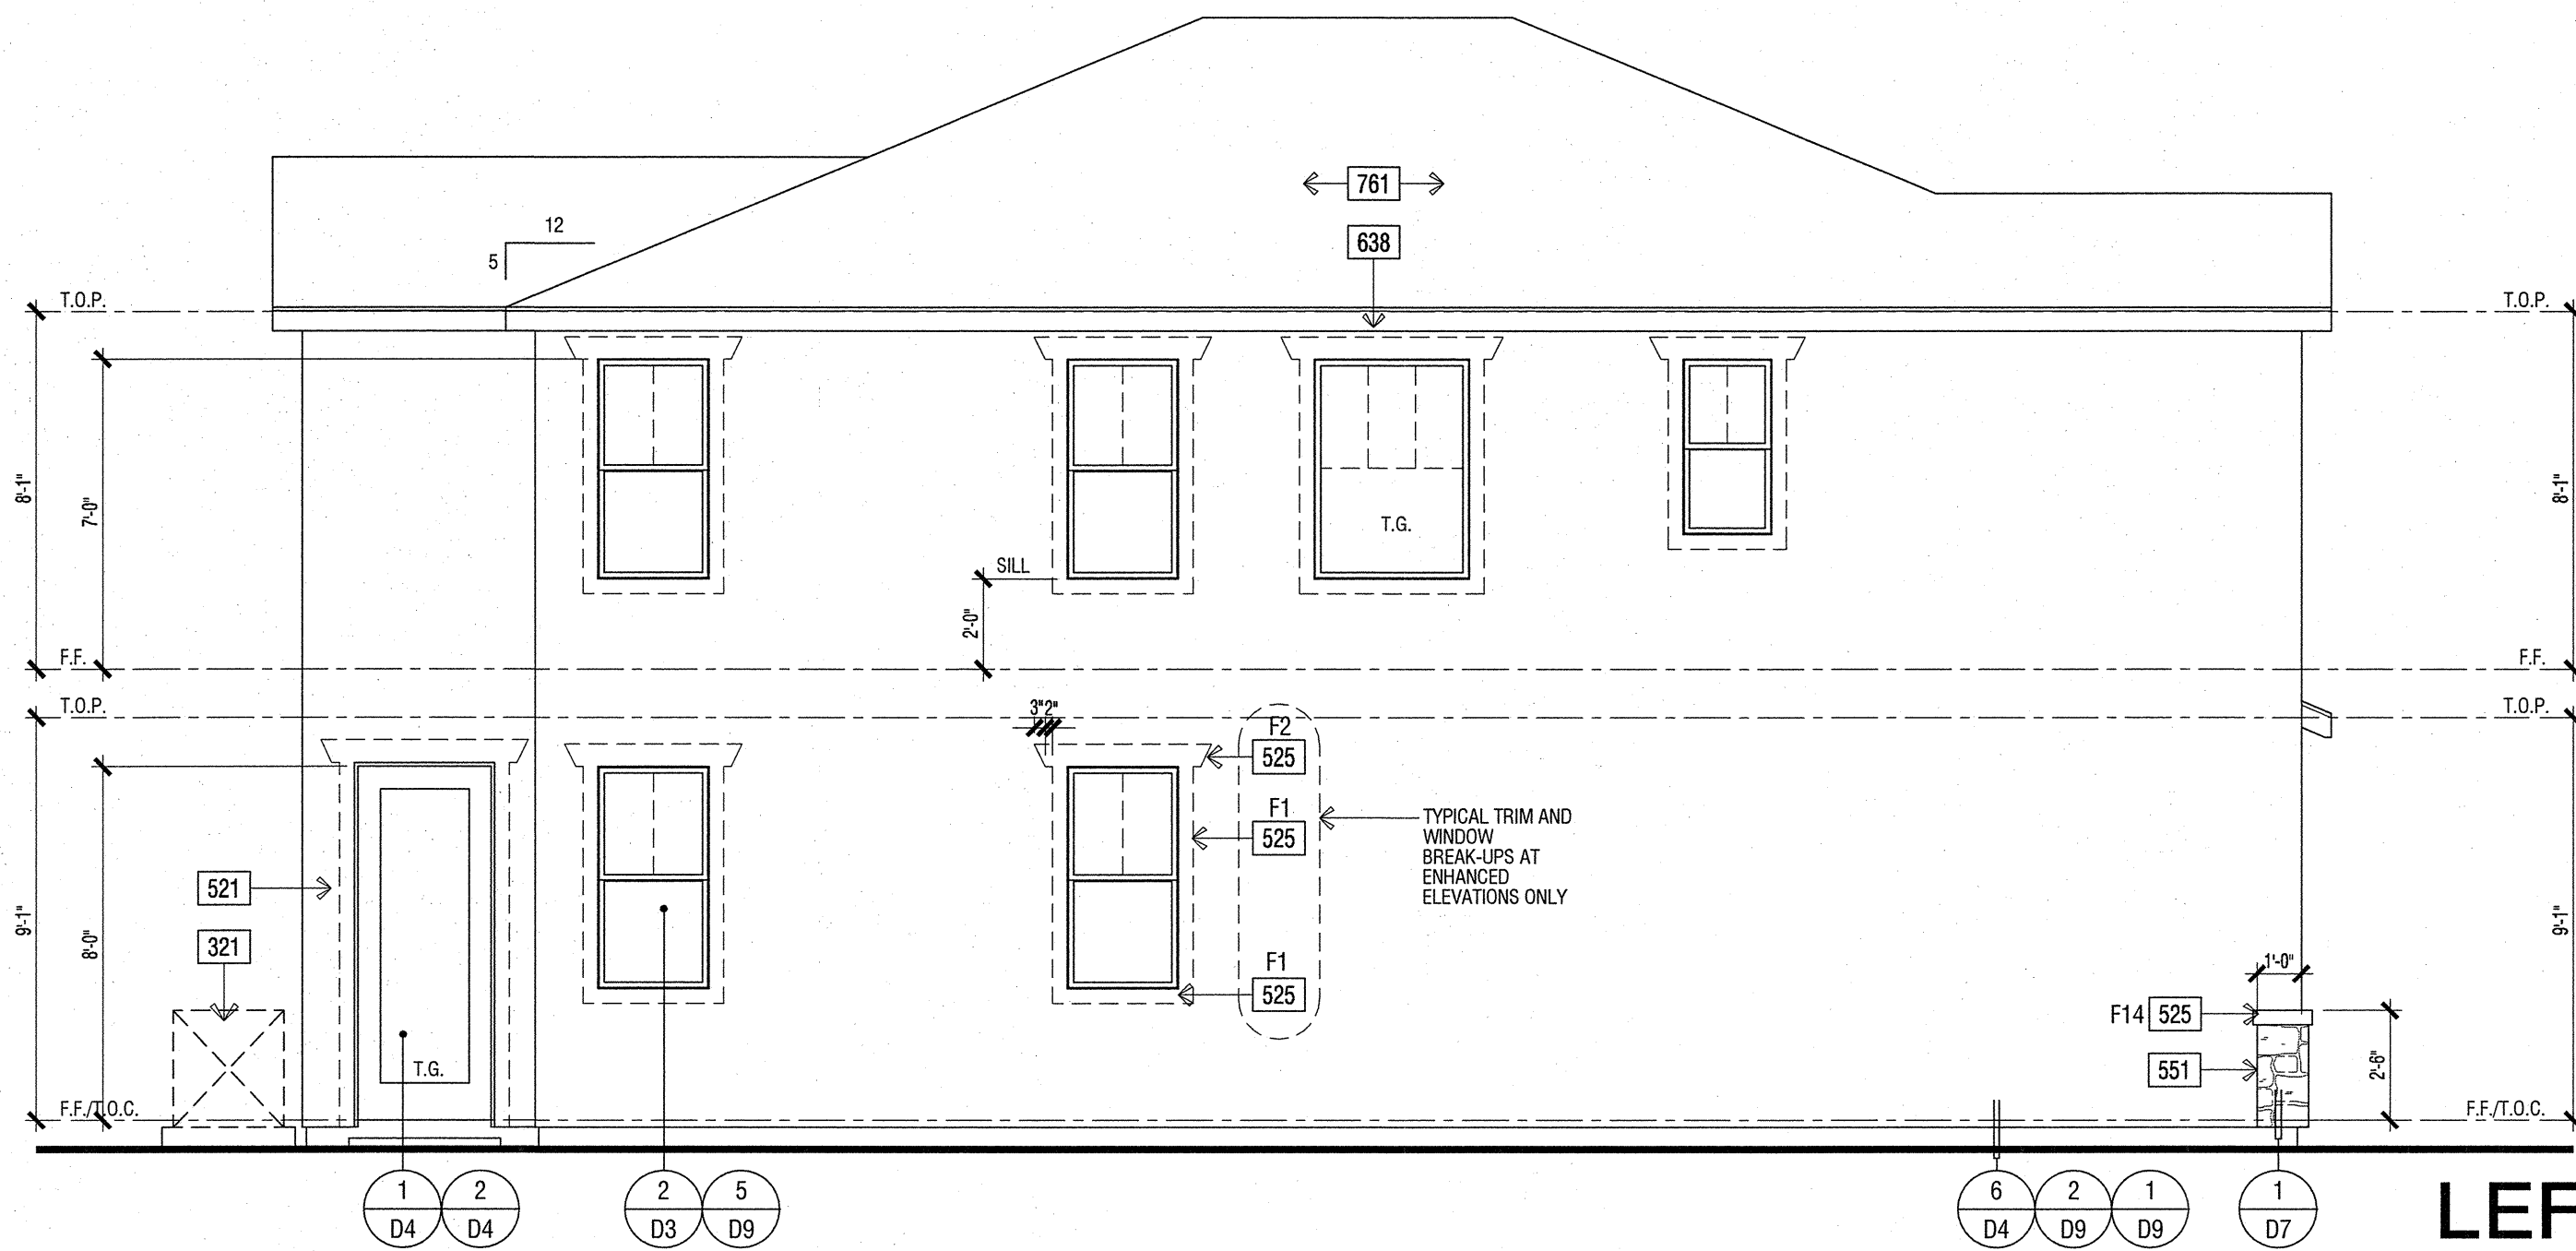 761
12
638
5
T.O.P.
T.O.P.
8'-1"
7'-0"
8'-1"
T.G.
SILL
2'-0"
F.F.
F.F.
T.O.P.
3" 2"
T.O.P.
F2
525
F1
525
TYPICAL TRIM AND
WINDOW
BREAK-UPS AT
ENHANCED
ELEVATIONS ONLY
521
9'-1"
8'-0"
9'-1"
321
F1
525
1'-0"
F14 525
551
2'-6"
T.G.
F.F./T.O.C.
F.F./T.O.C.
1 2 2 5 6 2 1 1
D4 D4 D3 D9 D4 D9 D9 D7